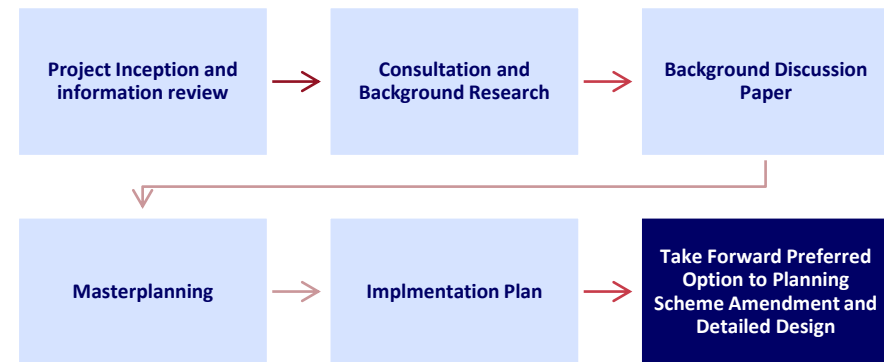 Project Inception and
information review
Consultation and
Background Research
Background Discussion
Paper
Masterplanning
Implmentation Plan
Take Forward Preferred
Option to Planning
Scheme Amendment and
Detailed Design